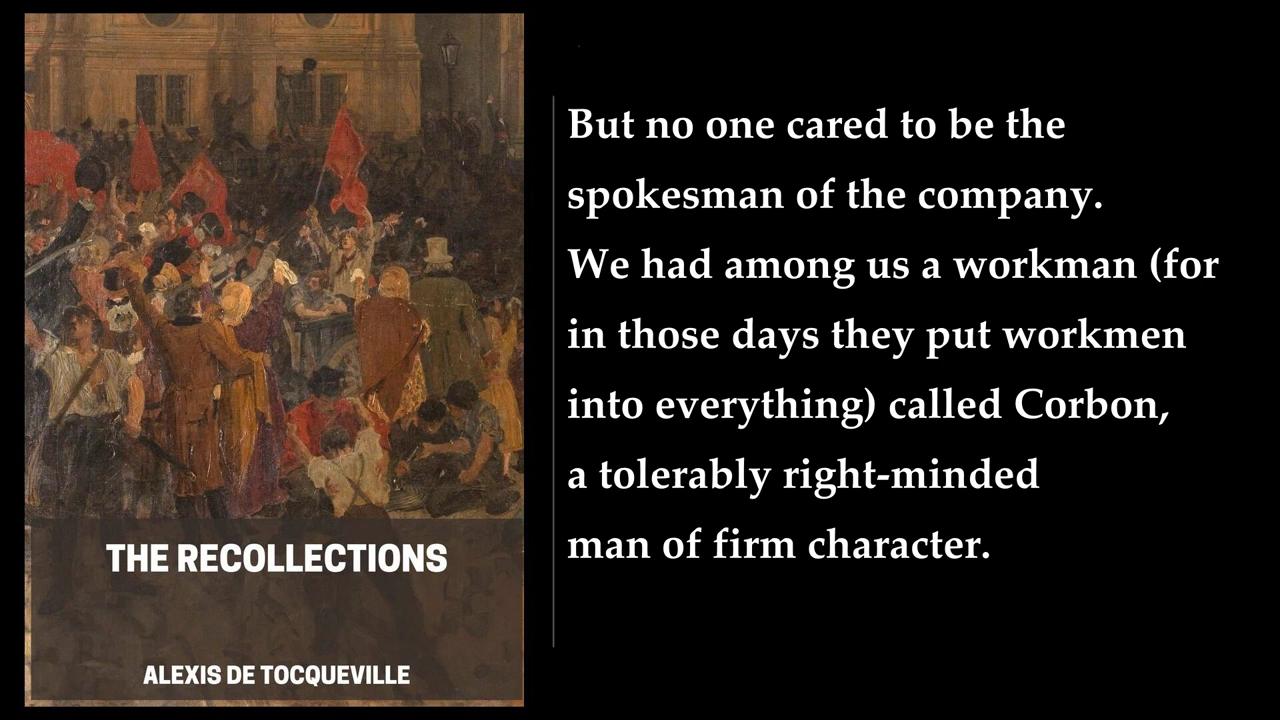 THE RECOLLECTIONS
ALEXIS DE TOCQUEVILLE
But no one cared to be the
spokesman of the company.
We had among us a workman (for
in those days they put workmen
into everything) called Corbon,
a tolerably right-minded
man of firm character.